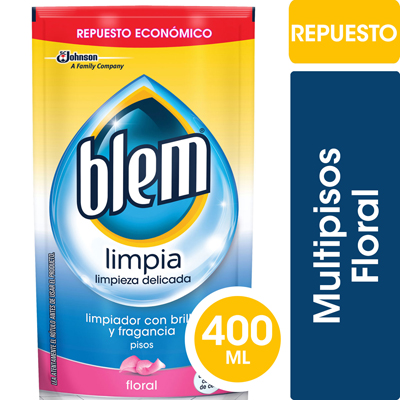 REPUESTO ECONÓMICO
SC Johnson
A Family Company
blem®
limpia
limpieza delicada
limpiador con brill
y fragancia
pisos
floral
400
ML
REPUESTO
Multipisos
Floral